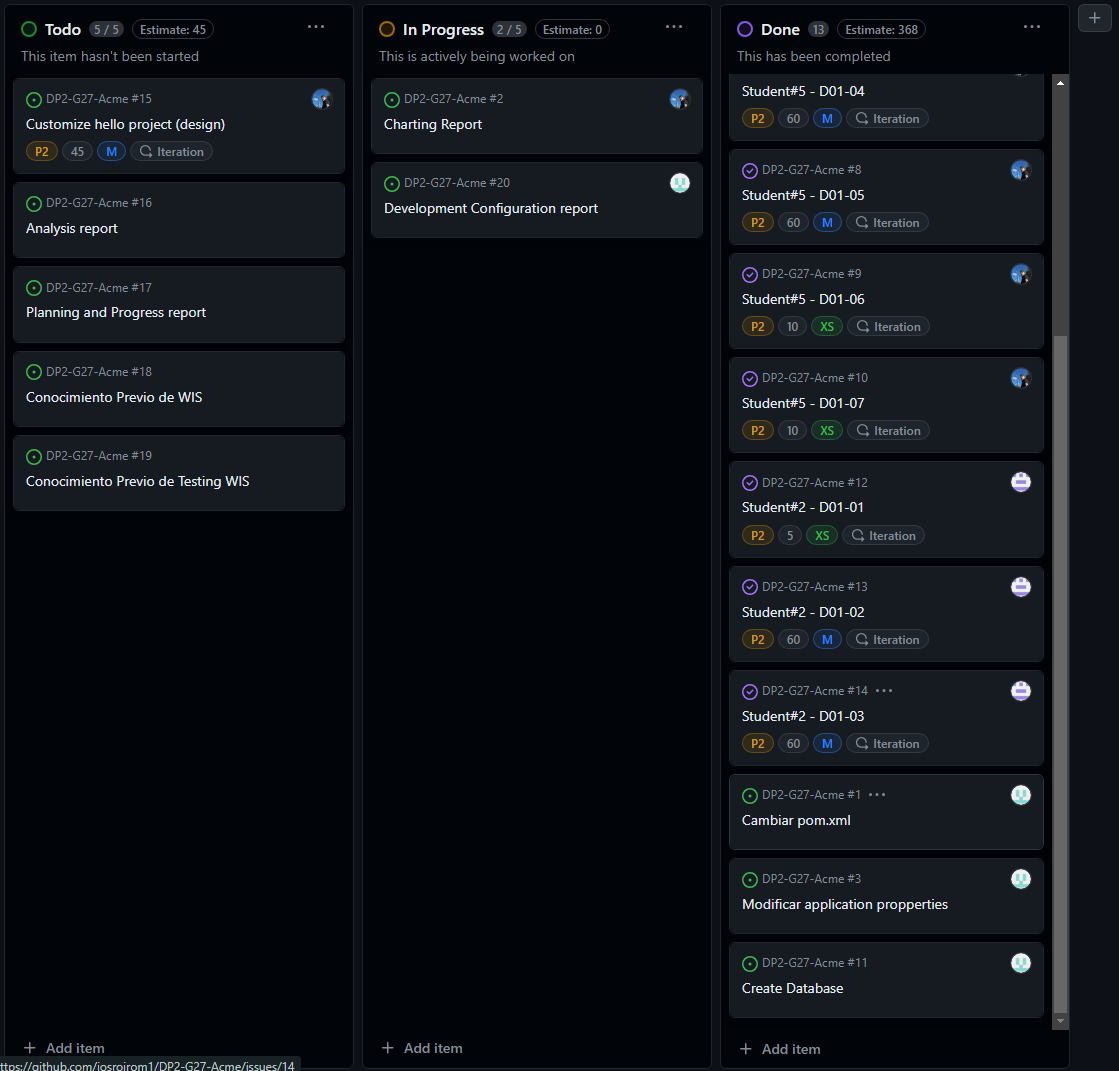 Todo 5 / 5 Estimate: 45 ...
This item hasn't been started
DP2-G27-Acme #15
Customize hello project (design)
P2 45 M Iteration
DP2-G27-Acme #16
Analysis report
DP2-G27-Acme #17
Planning and Progress report
DP2-G27-Acme #18
Conocimiento Previo de WIS
DP2-G27-Acme #19
Conocimiento Previo de Testing WIS
+ Add item
ttps://github.com/josrojrom1/DP2-G27-Acme/issues/14
In Progress 2 / 5 Estimate: 0 ...
This is actively being worked on
DP2-G27-Acme #2
Charting Report
DP2-G27-Acme #20
Development Configuration report
+ Add item
Done 13 Estimate: 368 ...
This has been completed
Student#5 - D01-04
P2 60 M Iteration
DP2-G27-Acme #8
Student#5 - D01-05
P2 60 M Iteration
DP2-G27-Acme #9
Student#5 - D01-06
P2 10 XS Iteration
DP2-G27-Acme #10
Student#5 - D01-07
P2 10 XS Iteration
DP2-G27-Acme #12
Student#2 - D01-01
P2 5 XS Iteration
DP2-G27-Acme #13
Student#2 - D01-02
P2 60 M Iteration
DP2-G27-Acme #14 ...
Student#2 - D01-03
P2 60 M Iteration
DP2-G27-Acme #1 ...
Cambiar pom.xml
DP2-G27-Acme #3
Modificar application propperties
DP2-G27-Acme #11
Create Database
+ Add item
+